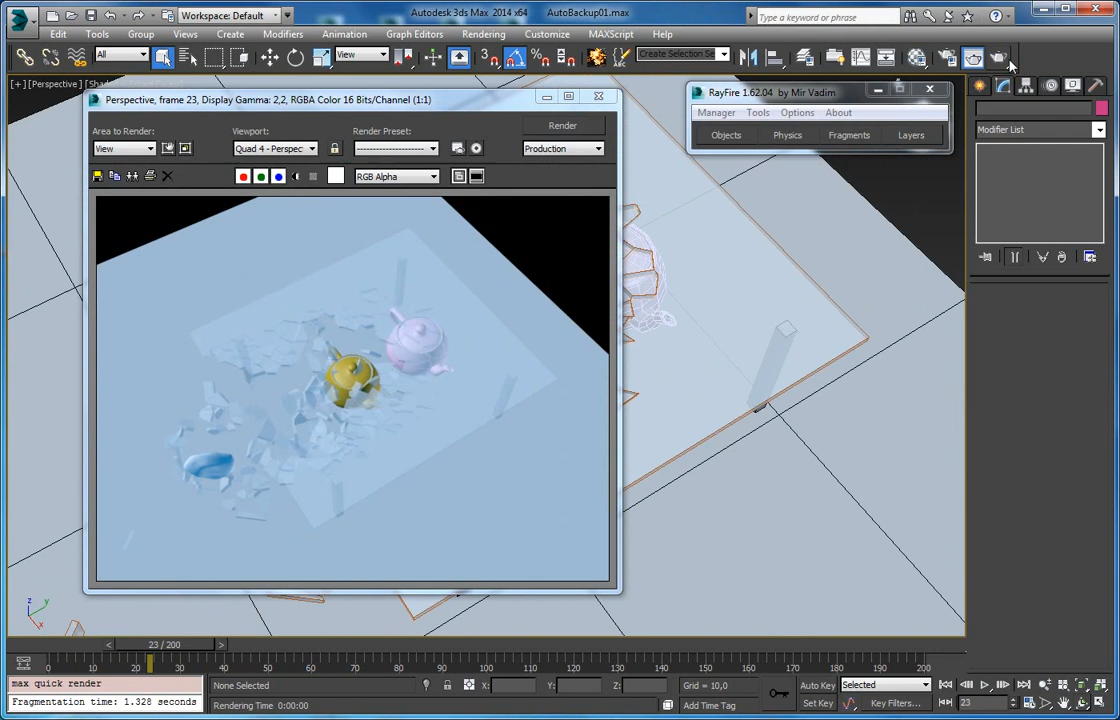 Workspace: Default
Autodesk 3ds Max 2014 x64 AutoBackup01.max
Type a keyword or phrase
Edit Tools Group Views Create Modifiers Animation Graph Editors Rendering Customize MAXScript Help
All View 3 Create Selection Se
[+] [Perspective]
Perspective, frame 23, Display Gamma: 2,2, RGBA Color 16 Bits/Channel (1:1)
RayFire 1.62.04 by Mir Vadim
Manager Tools Options About
Objects Physics Fragments Layers
Modifier List
Area to Render: Viewport: Render Preset: Render
View Quad 4 - Perspec Production
RGB Alpha
z
y
x
< 23 / 200 >
0 10 20 30 40 50 60 70 80 90 100 110 120 130 140 150 160 170 180 190 200
max quick render
None Selected X: Y: Z: Grid = 10,0 Auto Key Selected
Fragmentation time: 1.328 seconds
Rendering Time 0:00:00 Add Time Tag Set Key Key Filters... 23